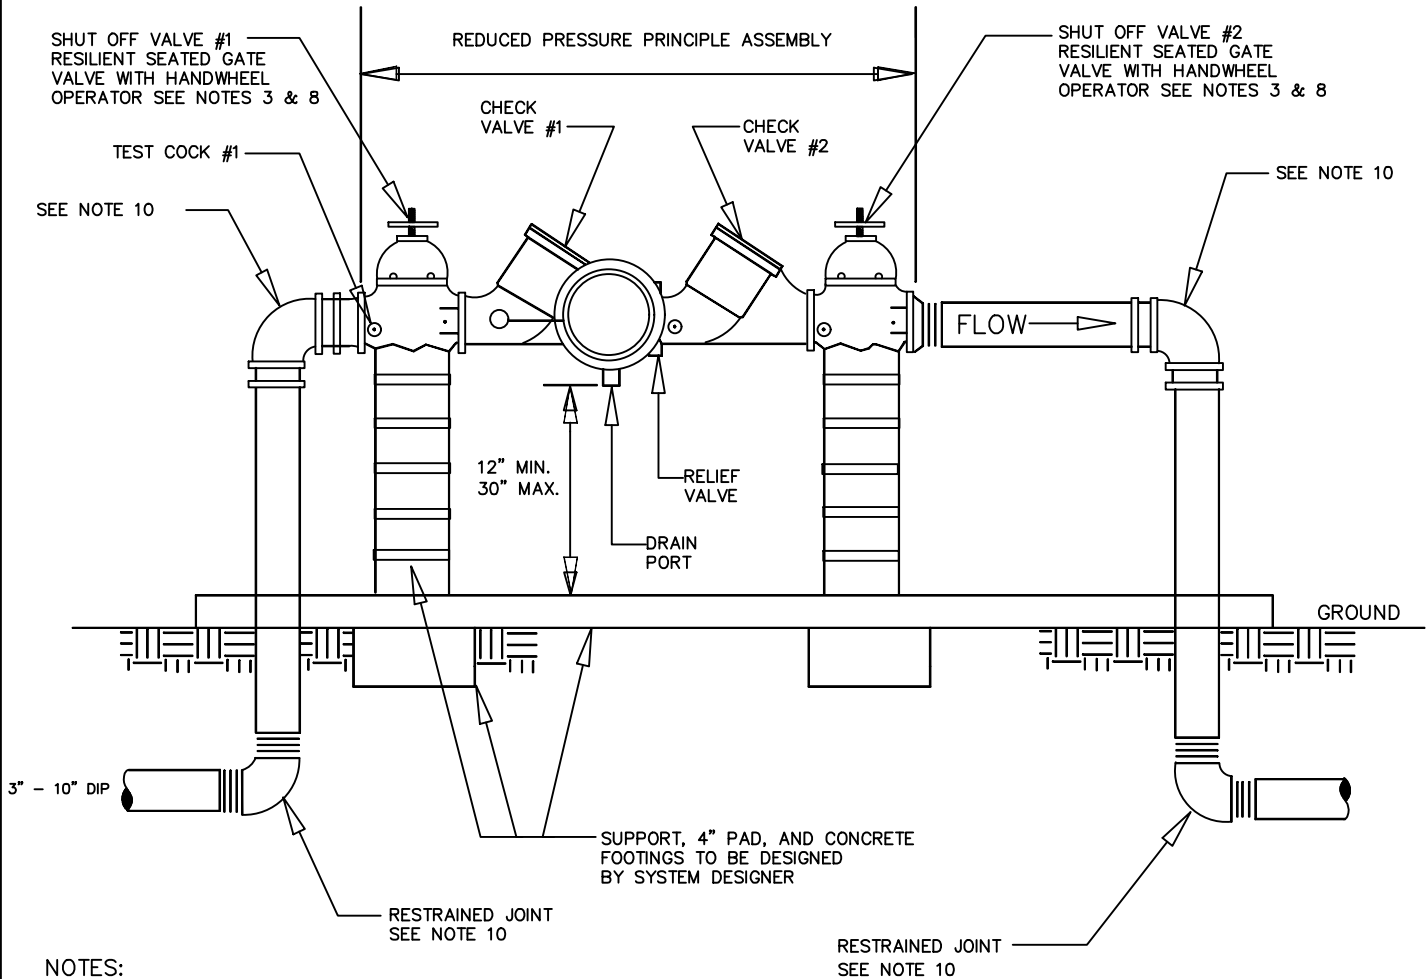 SHUT OFF VALVE #1
RESILIENT SEATED GATE
VALVE WITH HANDWHEEL
OPERATOR SEE NOTES 3 & 8
REDUCED PRESSURE PRINCIPLE ASSEMBLY
SHUT OFF VALVE #2
RESILIENT SEATED GATE
VALVE WITH HANDWHEEL
OPERATOR SEE NOTES 3 & 8
CHECK
VALVE #1
CHECK
VALVE #2
TEST COCK #1
SEE NOTE 10
SEE NOTE 10
FLOW
12" MIN.
30" MAX.
RELIEF
VALVE
DRAIN
PORT
GROUND
3" - 10" DIP
SUPPORT, 4" PAD, AND CONCRETE
FOOTINGS TO BE DESIGNED
BY SYSTEM DESIGNER
RESTRAINED JOINT
SEE NOTE 10
RESTRAINED JOINT
SEE NOTE 10
NOTES: